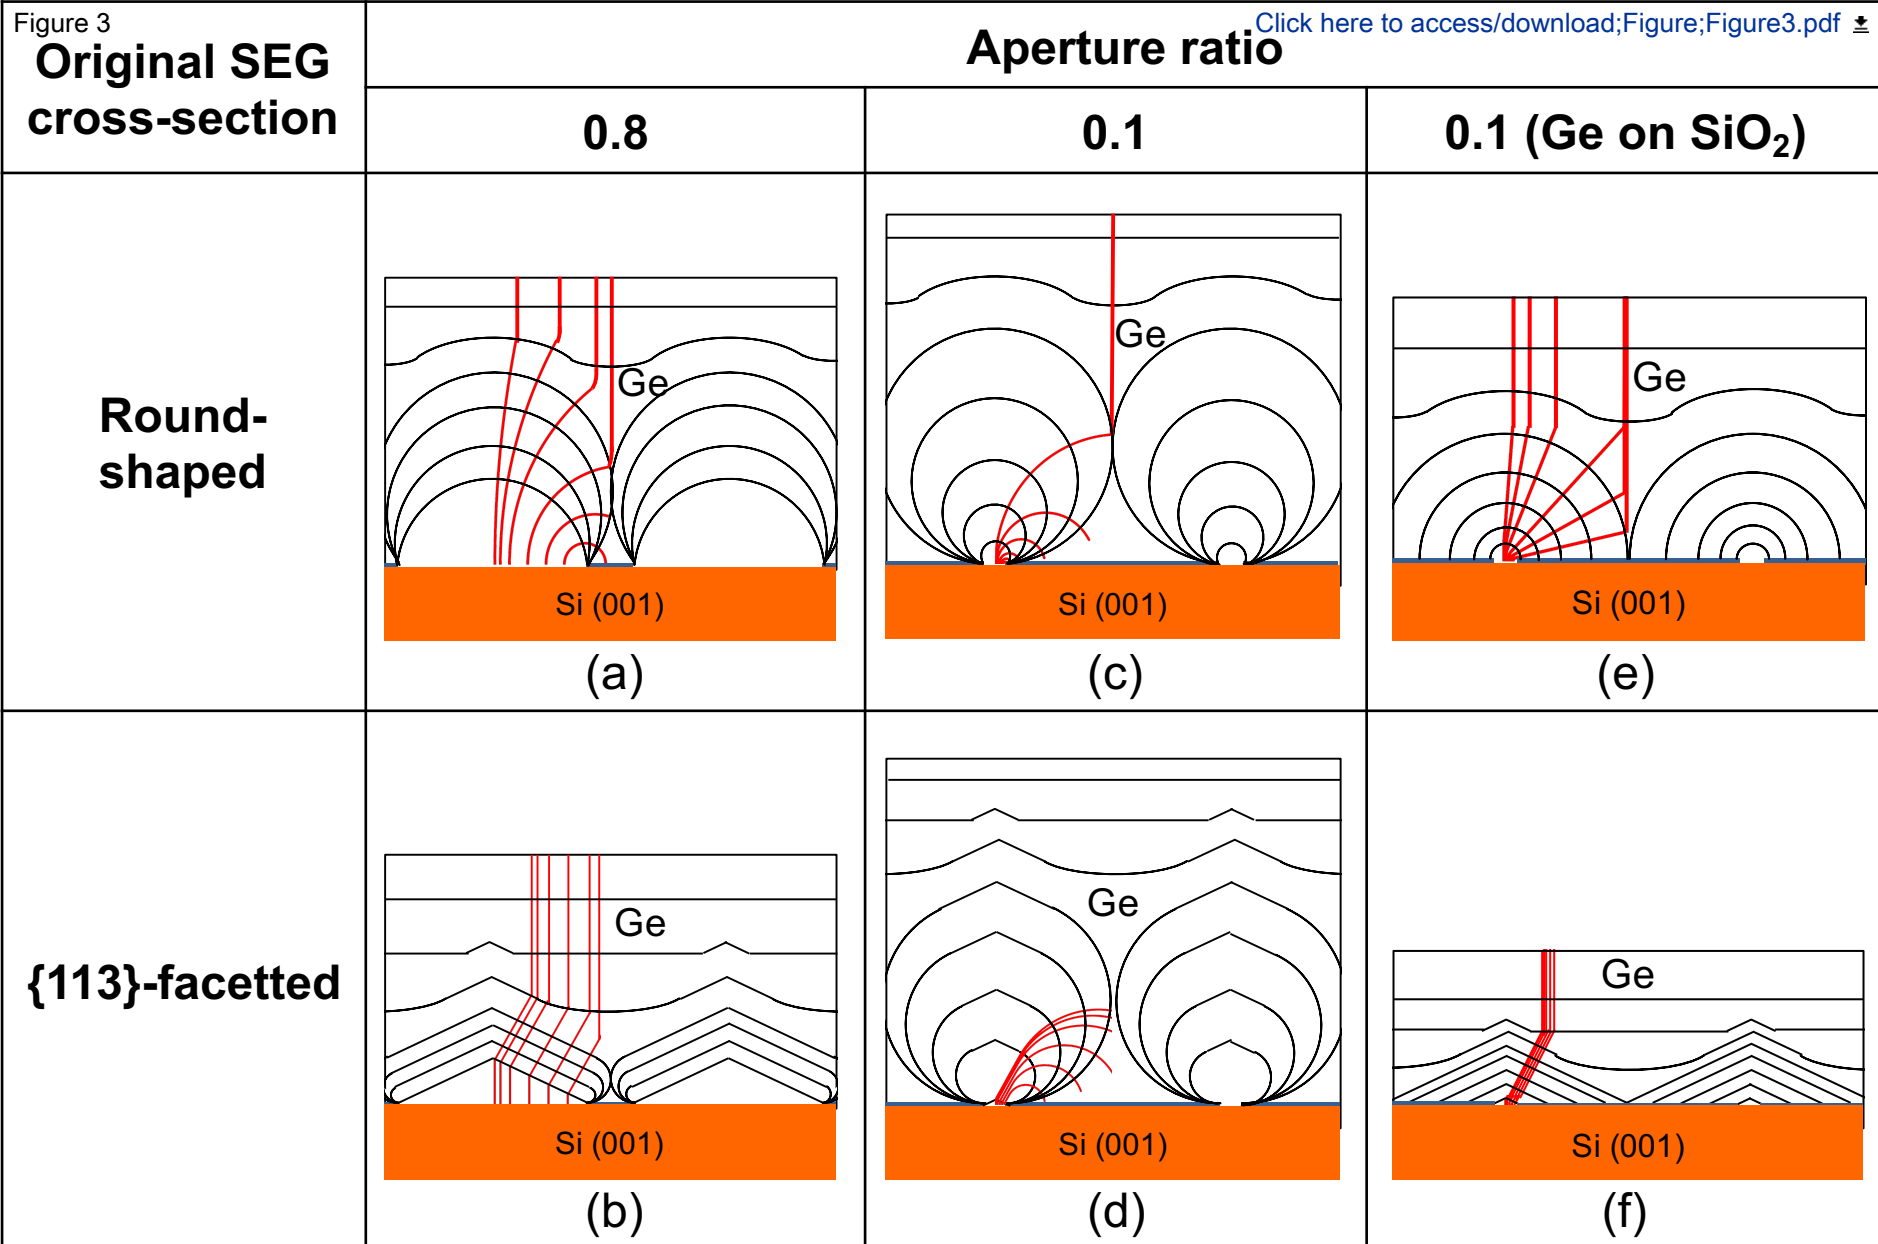 Figure 3
Click here to access/download;Figure;Figure3.pdf
Original SEG
cross-section
Aperture ratio
0.8
0.1
0.1 (Ge on SiO₂)
Round-
shaped
Ge
Si (001)
(a)
Ge
Si (001)
(c)
Ge
Si (001)
(e)
{113}-facetted
Ge
Si (001)
(b)
Ge
Si (001)
(d)
Ge
Si (001)
(f)